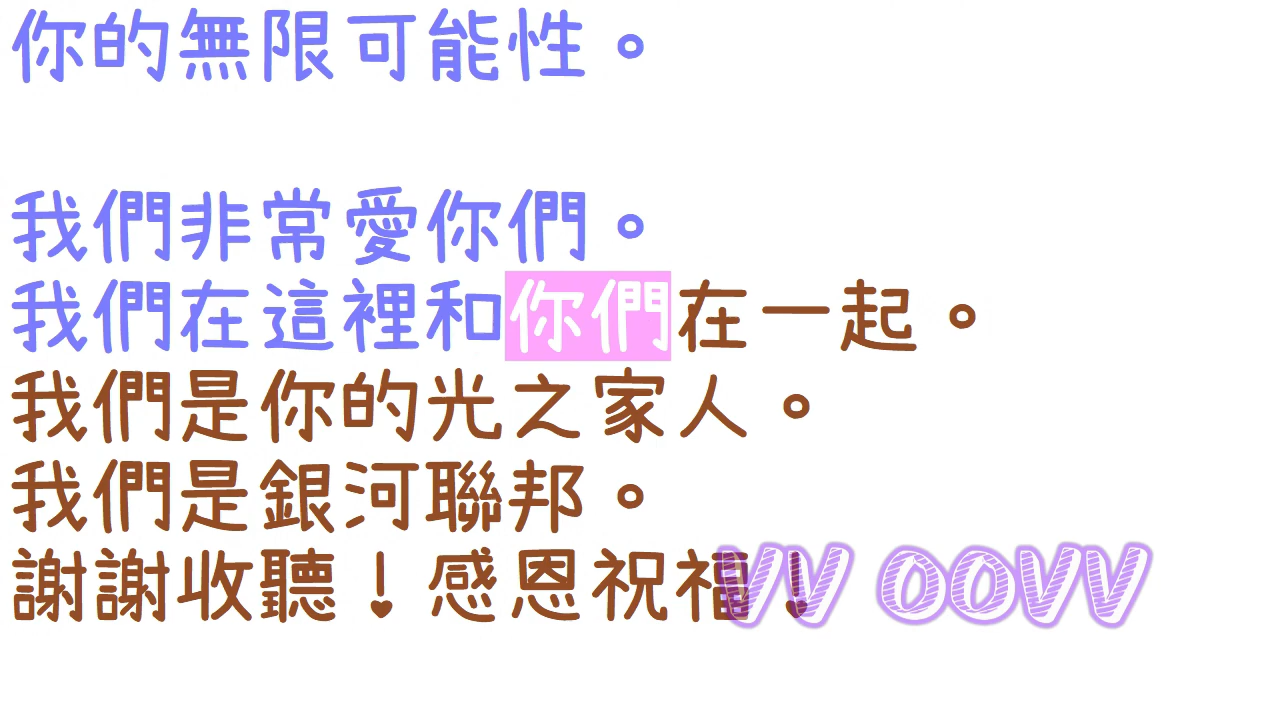 你的無限可能性。
我們非常愛你們。
我們在這裡和你們在一起。
我們是你的光之家人。
我們是銀河聯邦。
謝謝收聽！感恩祝福！
VV OOVV